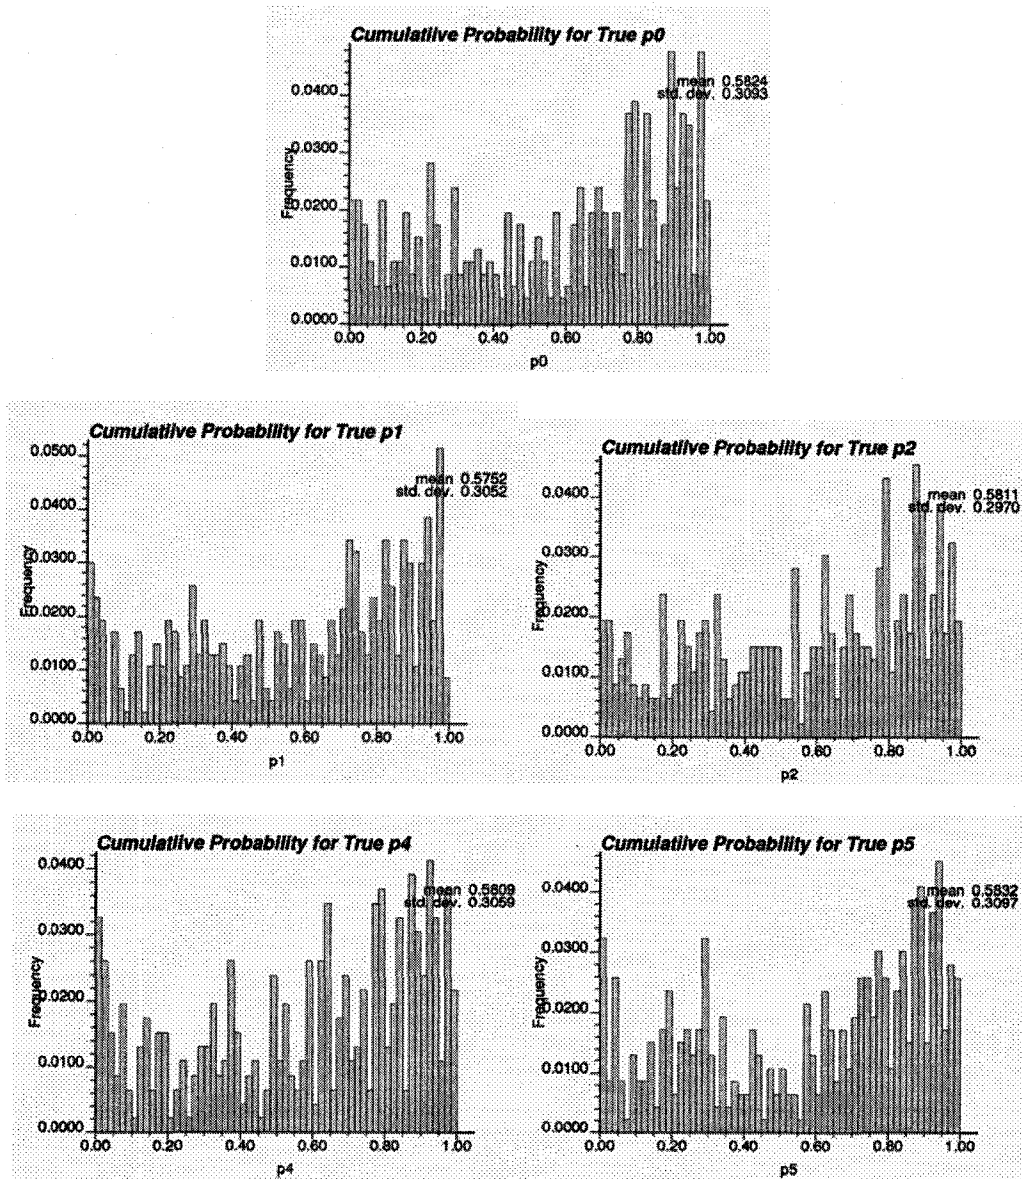 Cumulatiive Probability for True p0
mean 0.5824
std. dev. 0.3093
0.0400
0.0300
0.0200
0.0100
0.0000
Frequency
0.00 0.20 0.40 0.60 0.80 1.00
p0
Cumulatiive Probability for True p1
mean 0.5752
std. dev. 0.3052
0.0500
0.0400
0.0300
0.0200
0.0100
0.0000
Frequency
0.00 0.20 0.40 0.60 0.80 1.00
p1
Cumulatiive Probability for True p2
mean 0.5811
std. dev. 0.2970
0.0400
0.0300
0.0200
0.0100
0.0000
Frequency
0.00 0.20 0.40 0.60 0.80 1.00
p2
Cumulatiive Probability for True p4
mean 0.5809
std. dev. 0.3059
0.0400
0.0300
0.0200
0.0100
0.0000
Frequency
0.00 0.20 0.40 0.60 0.80 1.00
p4
Cumulatiive Probability for True p5
mean 0.5832
std. dev. 0.3097
0.0400
0.0300
0.0200
0.0100
0.0000
Frequency
0.00 0.20 0.40 0.60 0.80 1.00
p5